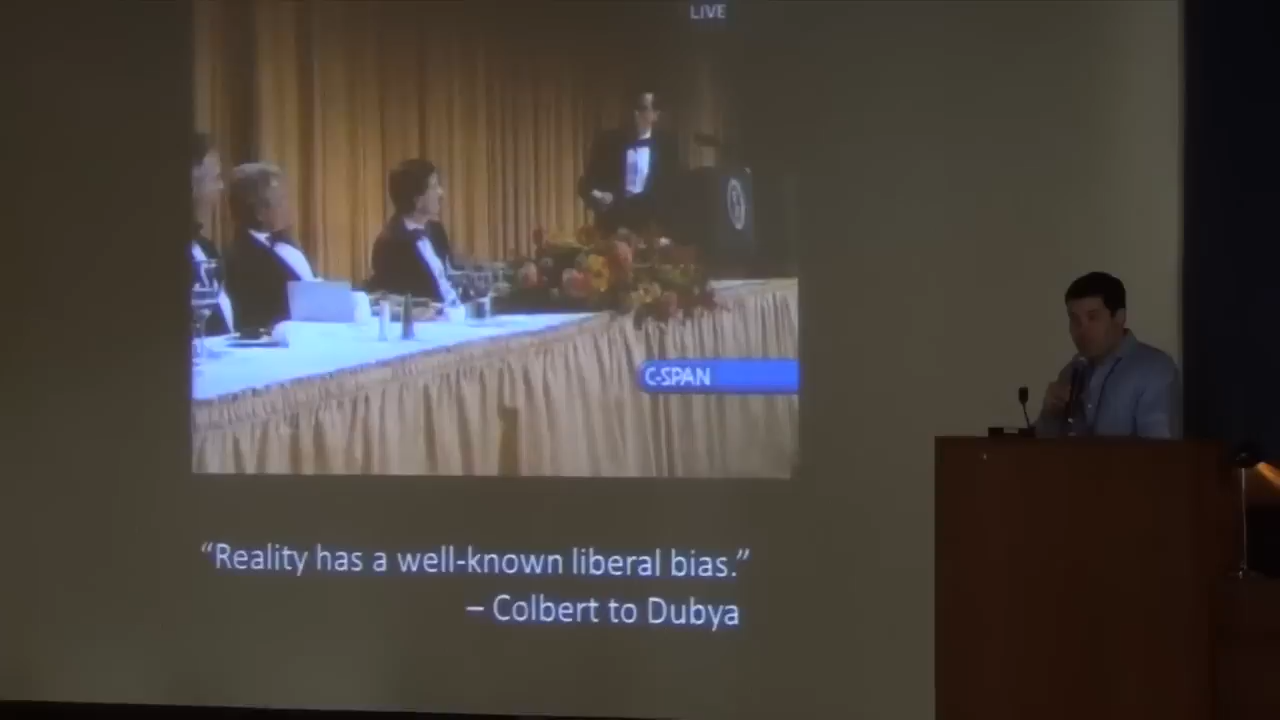 LIVE
C-SPAN
“Reality has a well-known liberal bias.”
– Colbert to Dubya